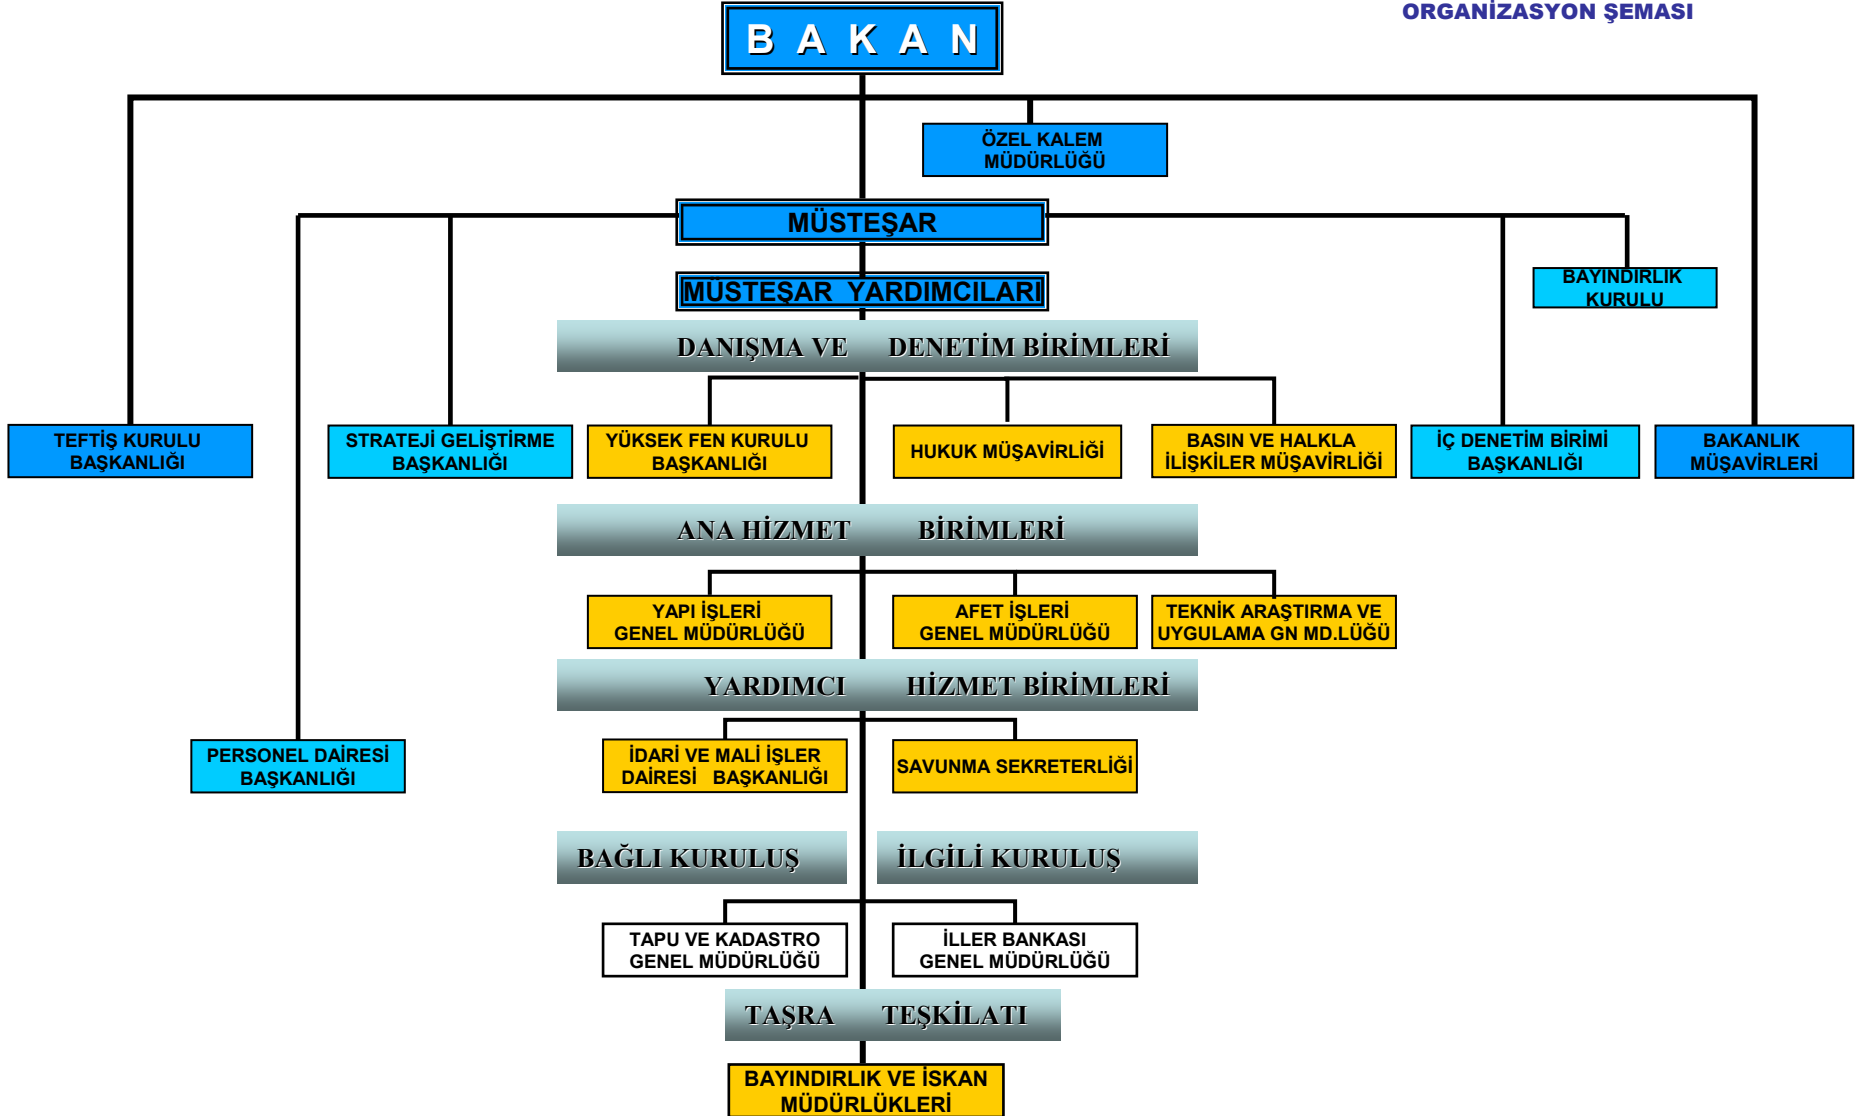 ORGANİZASYON ŞEMASI
B A K A N
ÖZEL KALEM
MÜDÜRLÜĞÜ
MÜSTEŞAR
MÜSTEŞAR YARDIMCILARI
BAYINDIRLIK
KURULU
DANIŞMA VE DENETİM BİRİMLERİ
TEFTİŞ KURULU
BAŞKANLIĞI
STRATEJİ GELİŞTİRME
BAŞKANLIĞI
YÜKSEK FEN KURULU
BAŞKANLIĞI
HUKUK MÜŞAVİRLİĞİ
BASIN VE HALKLA
İLİŞKİLER MÜŞAVİRLİĞİ
İÇ DENETİM BİRİMİ
BAŞKANLIĞI
BAKANLIK
MÜŞAVİRLERİ
ANA HİZMET BİRİMLERİ
YAPI İŞLERİ
GENEL MÜDÜRLÜĞÜ
AFET İŞLERİ
GENEL MÜDÜRLÜĞÜ
TEKNİK ARAŞTIRMA VE
UYGULAMA GN MD.LÜĞÜ
YARDIMCI HİZMET BİRİMLERİ
PERSONEL DAİRESİ
BAŞKANLIĞI
İDARİ VE MALİ İŞLER
DAİRESİ BAŞKANLIĞI
SAVUNMA SEKRETERLİĞİ
BAĞLI KURULUŞ
İLGİLİ KURULUŞ
TAPU VE KADASTRO
GENEL MÜDÜRLÜĞÜ
İLLER BANKASI
GENEL MÜDÜRLÜĞÜ
TAŞRA TEŞKİLATI
BAYINDIRLIK VE İSKAN
MÜDÜRLÜKLERİ